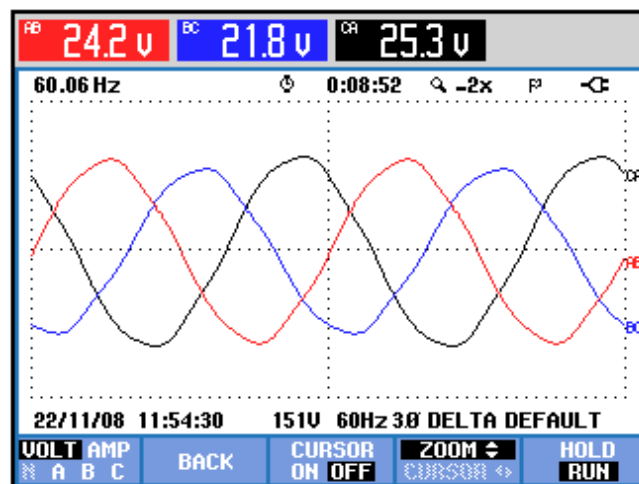 AB 24.2 V BC 21.8 V CA 25.3 V
60.06 Hz 0:08:52 -2x P3
CA
AB
BC
22/11/08 11:54:30 151V 60Hz 3Ø DELTA DEFAULT
VOLT AMP CURSOR ZOOM HOLD
N A B C BACK ON OFF CURSOR RUN